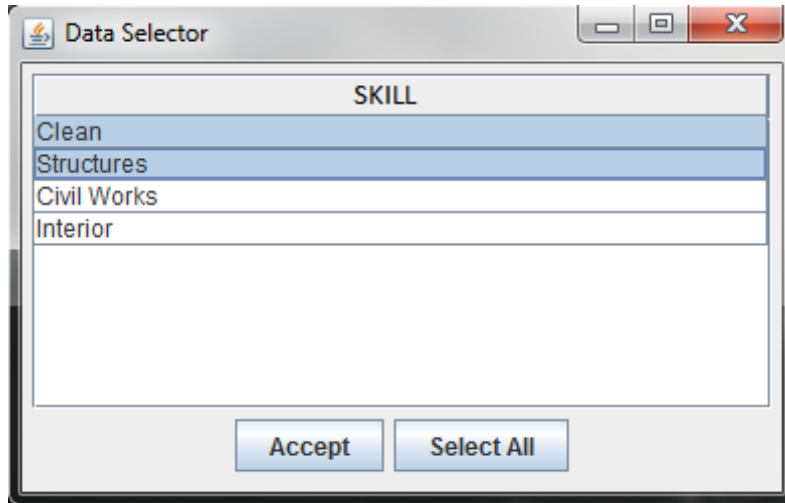 Data Selector
SKILL
Clean
Structures
Civil Works
Interior
Accept Select All